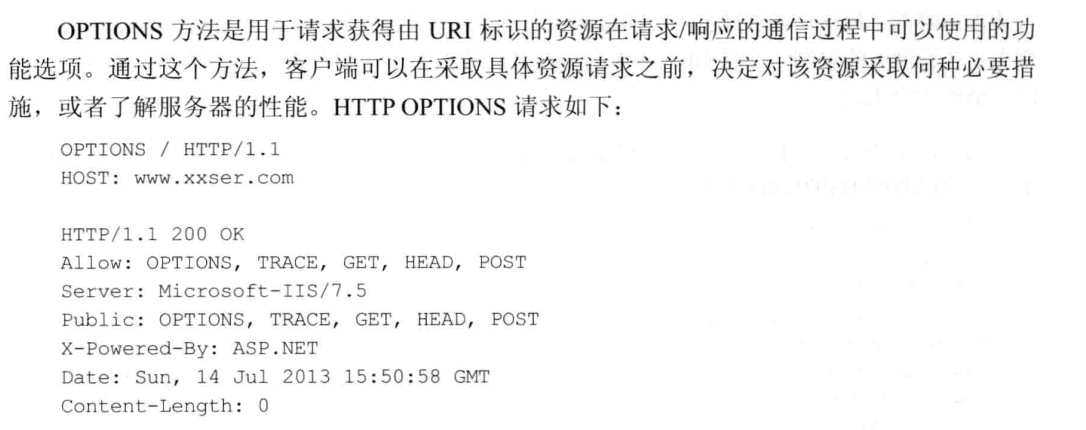 OPTIONS 方法是用于请求获得由 URI 标识的资源在请求/响应的通信过程中可以使用的功
能选项。通过这个方法，客户端可以在采取具体资源请求之前，决定对该资源采取何种必要措
施，或者了解服务器的性能。HTTP OPTIONS 请求如下：
OPTIONS / HTTP/1.1
HOST: www.xxser.com
HTTP/1.1 200 OK
Allow: OPTIONS, TRACE, GET, HEAD, POST
Server: Microsoft-IIS/7.5
Public: OPTIONS, TRACE, GET, HEAD, POST
X-Powered-By: ASP.NET
Date: Sun, 14 Jul 2013 15:50:58 GMT
Content-Length: 0